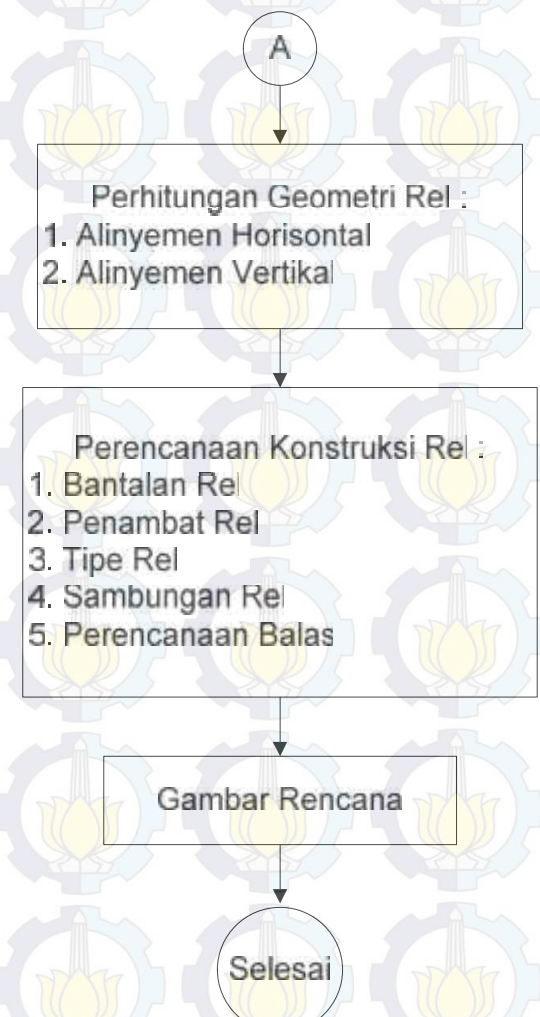 A
Perhitungan Geometri Rel :
1. Alinyemen Horisontal
2. Alinyemen Vertikal
Perencanaan Konstruksi Rel :
1. Bantalan Rel
2. Penambat Rel
3. Tipe Rel
4. Sambungan Rel
5. Perencanaan Balas
Gambar Rencana
Selesai